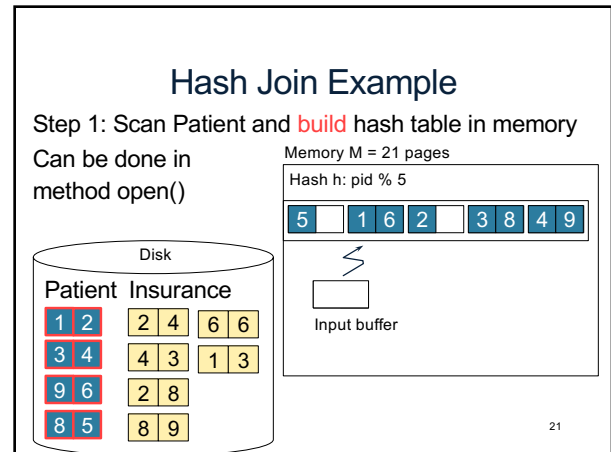 Hash Join Example
Step 1: Scan Patient and build hash table in memory
Can be done in
method open()
Memory M = 21 pages
Hash h: pid % 5
5 1 6 2 3 8 4 9
Input buffer
Disk
Patient Insurance
1 2 2 4 6 6
3 4 4 3 1 3
9 6 2 8
8 5 8 9
21